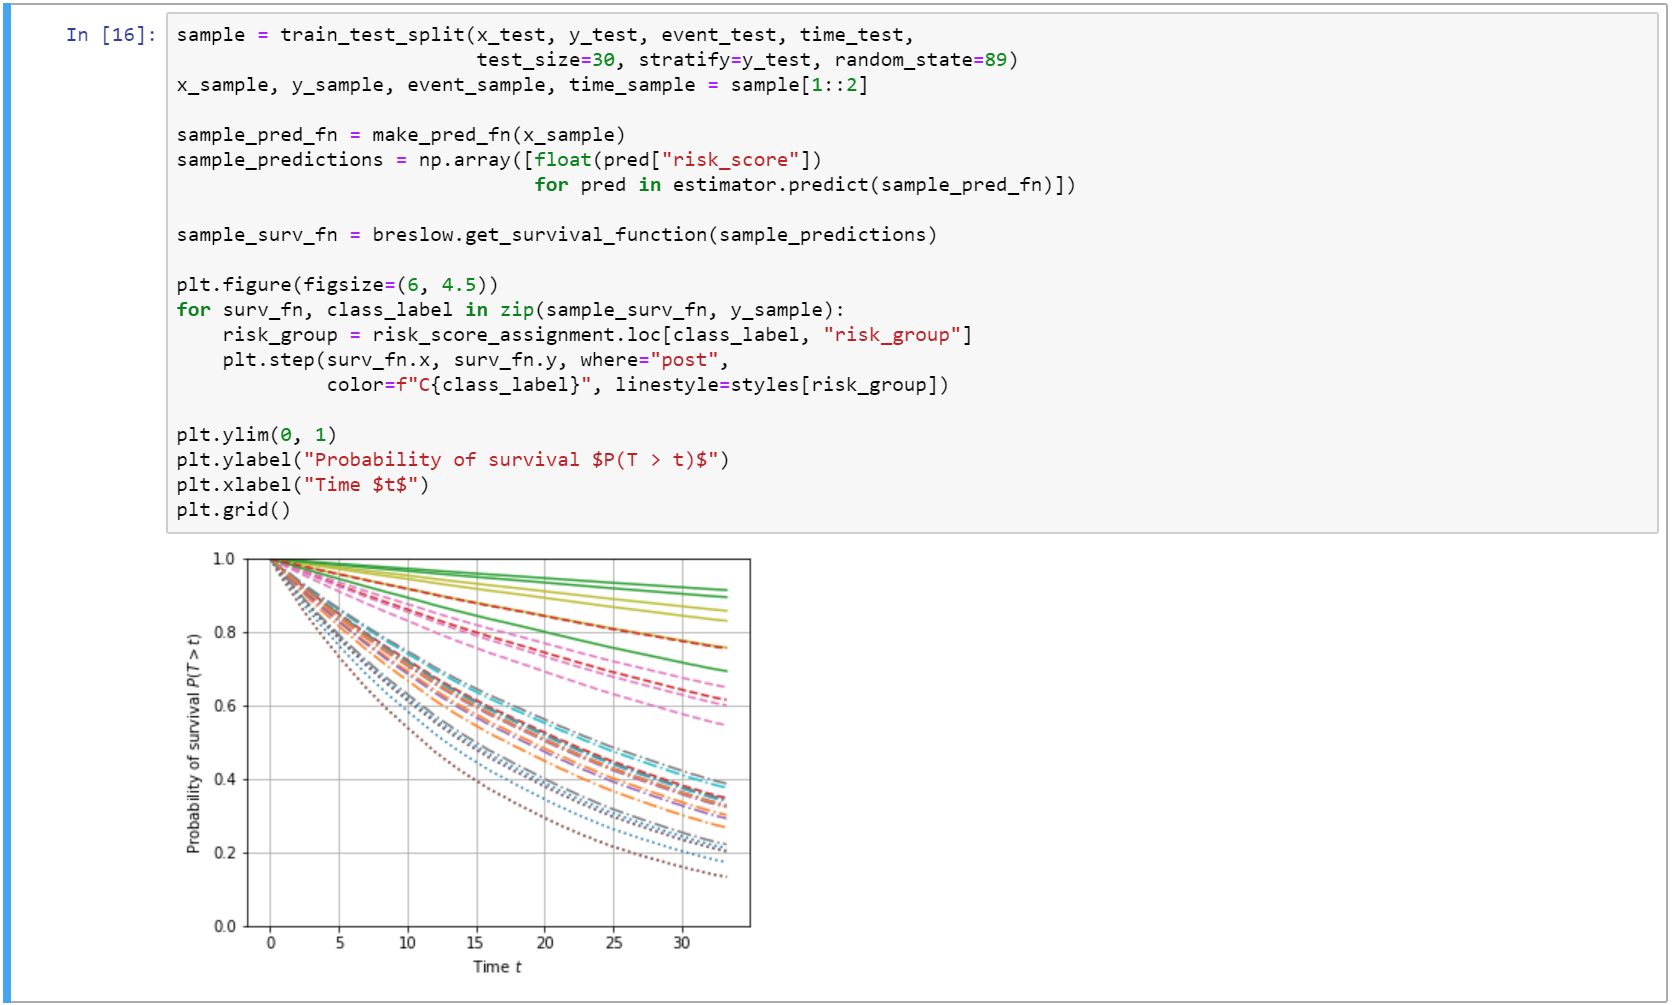 In [16]:
sample = train_test_split(x_test, y_test, event_test, time_test,
                          test_size=30, stratify=y_test, random_state=89)
x_sample, y_sample, event_sample, time_sample = sample[1::2]

sample_pred_fn = make_pred_fn(x_sample)
sample_predictions = np.array([float(pred["risk_score"])
                               for pred in estimator.predict(sample_pred_fn)])

sample_surv_fn = breslow.get_survival_function(sample_predictions)

plt.figure(figsize=(6, 4.5))
for surv_fn, class_label in zip(sample_surv_fn, y_sample):
    risk_group = risk_score_assignment.loc[class_label, "risk_group"]
    plt.step(surv_fn.x, surv_fn.y, where="post",
             color=f"C{class_label}", linestyle=styles[risk_group])

plt.ylim(0, 1)
plt.ylabel("Probability of survival $P(T > t)$")
plt.xlabel("Time $t$")
plt.grid()
Probability of survival P(T > t)
1.0
0.8
0.6
0.4
0.2
0.0
0 5 10 15 20 25 30
Time t